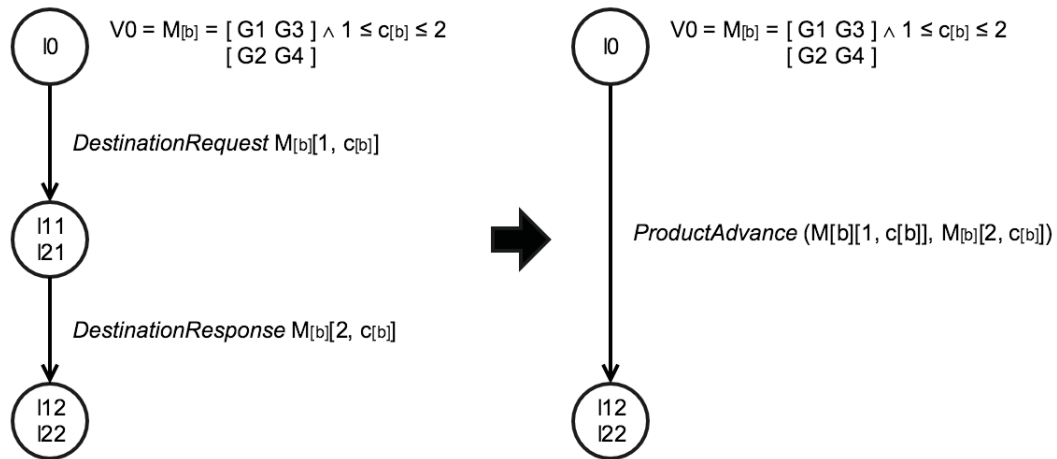 l0
V0 = M[b] = [ G1 G3 ] ∧ 1 ≤ c[b] ≤ 2
[ G2 G4 ]
DestinationRequest M[b][1, c[b]]
l11
l21
DestinationResponse M[b][2, c[b]]
l12
l22
l0
V0 = M[b] = [ G1 G3 ] ∧ 1 ≤ c[b] ≤ 2
[ G2 G4 ]
ProductAdvance (M[b][1, c[b]], M[b][2, c[b]])
l12
l22